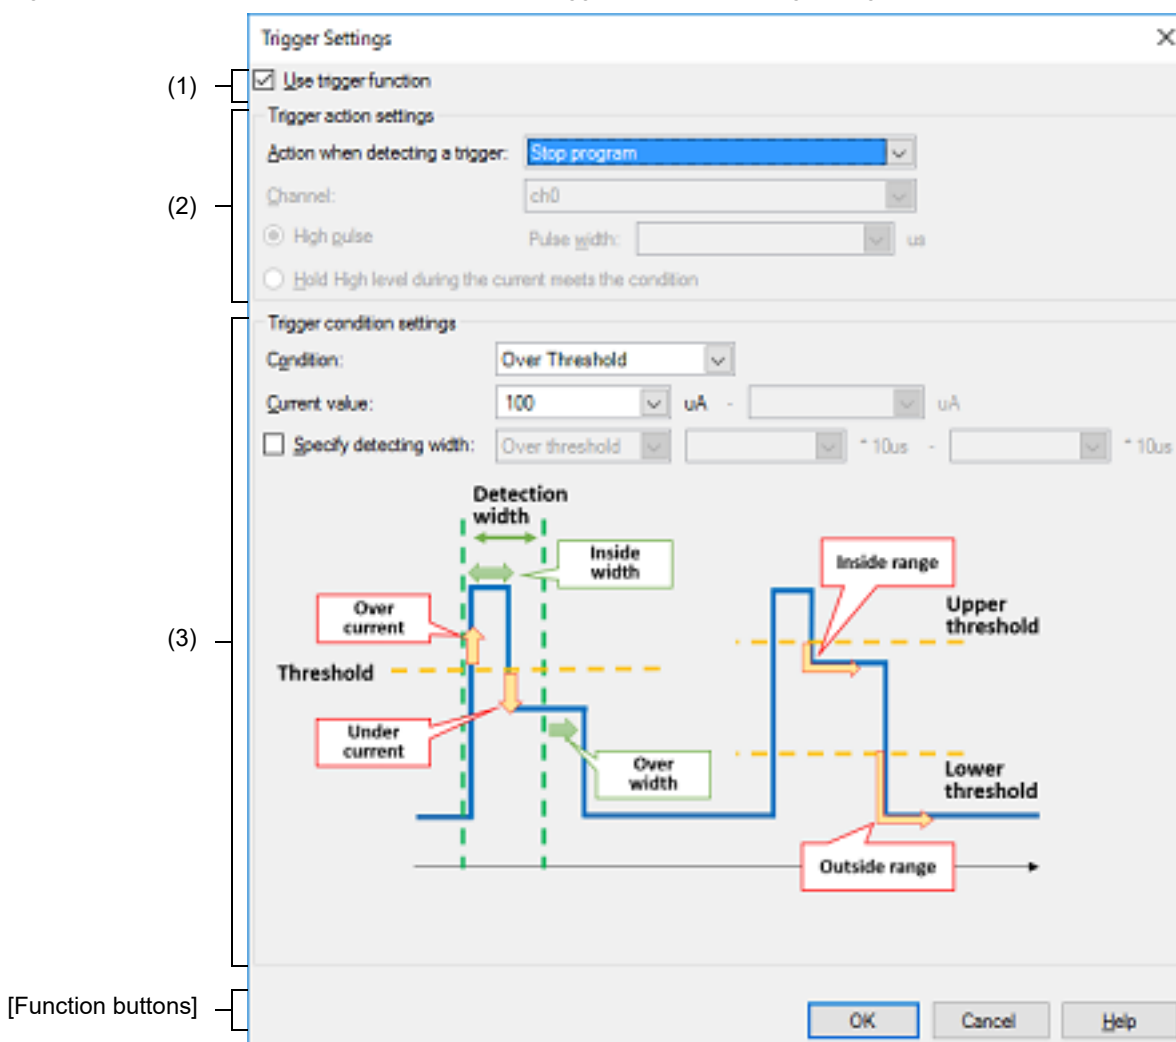 Trigger Settings
(1)
Use trigger function
Trigger action settings
(2)
Action when detecting a trigger: Stop program
Channel: ch0
High pulse Pulse width: us
Hold High level during the current meets the condition
(3)
Trigger condition settings
Condition: Over Threshold
Current value: 100 uA - uA
Specify detecting width: Over threshold * 10us - * 10us
Detection
width
Inside
width
Over
current
Threshold
Under
current
Over
width
Inside range
Upper
threshold
Lower
threshold
Outside range
[Function buttons]
OK Cancel Help